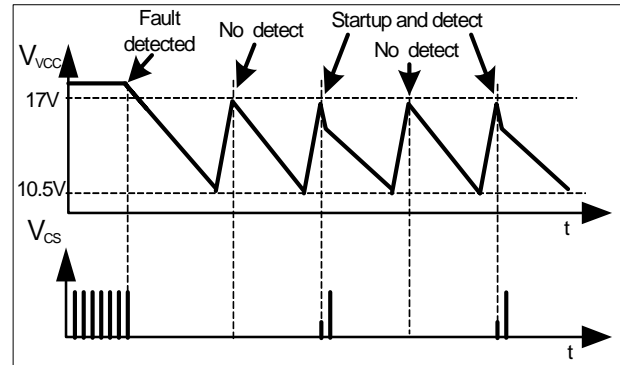 Fault
detected
No detect
Startup and detect
No detect
VVCC
17V
10.5V
t
VCS
t